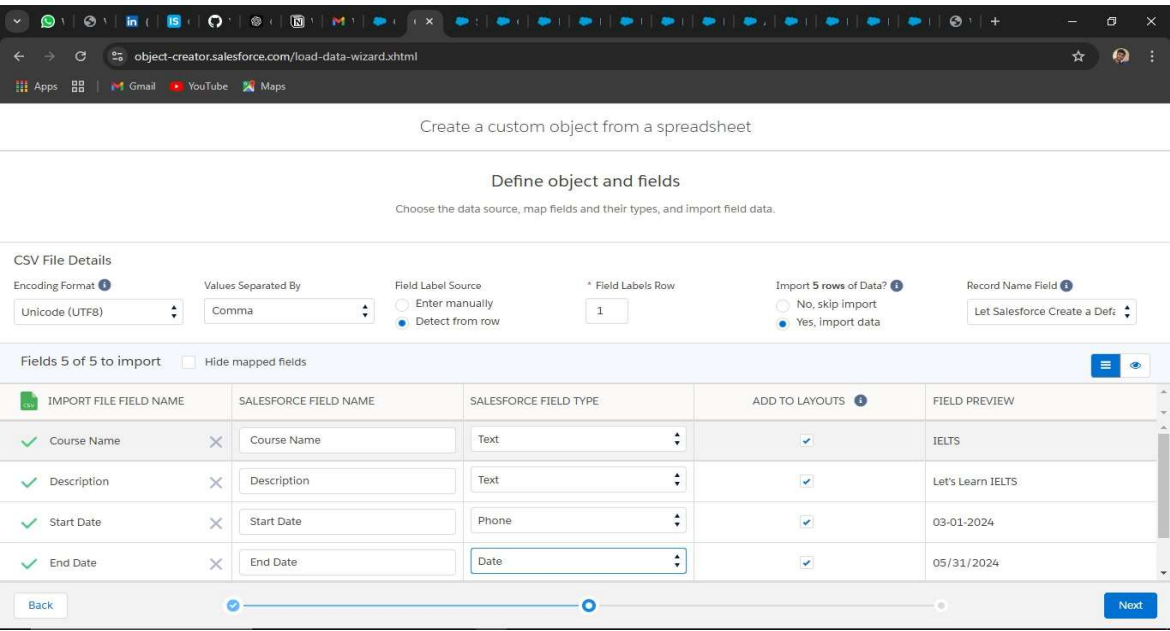 object-creator.salesforce.com/load-data-wizard.xhtml
Apps Gmail YouTube Maps
Create a custom object from a spreadsheet
Define object and fields
Choose the data source, map fields and their types, and import field data.
CSV File Details
Encoding Format Values Separated By Field Label Source * Field Labels Row Import 5 rows of Data? Record Name Field
Unicode (UTF8) Comma Enter manually 1 No, skip import Let Salesforce Create a Defa
Detect from row Yes, import data
Fields 5 of 5 to import Hide mapped fields
CSV IMPORT FILE FIELD NAME SALESFORCE FIELD NAME SALESFORCE FIELD TYPE ADD TO LAYOUTS FIELD PREVIEW
Course Name Course Name Text IELTS
Description Description Text Let's Learn IELTS
Start Date Start Date Phone 03-01-2024
End Date End Date Date 05/31/2024
Back Next